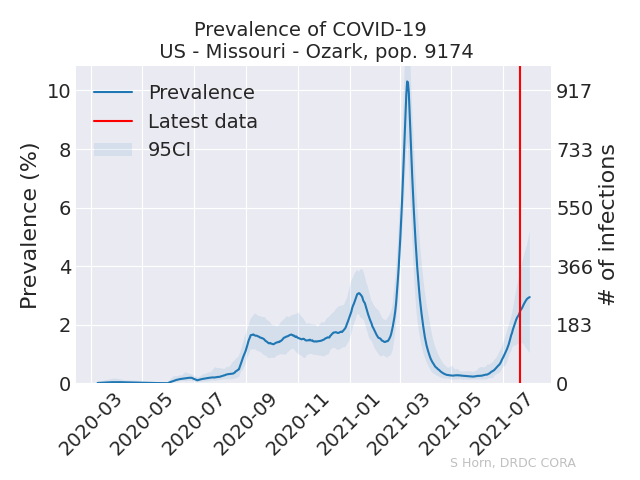 Prevalence of COVID-19
US - Missouri - Ozark, pop. 9174
Prevalence
Latest data
95CI
Prevalence (%)
10
8
6
4
2
0
917
733
550
366
183
0
# of infections
2020-03
2020-05
2020-07
2020-09
2020-11
2021-01
2021-03
2021-05
2021-07
S Horn, DRDC CORA